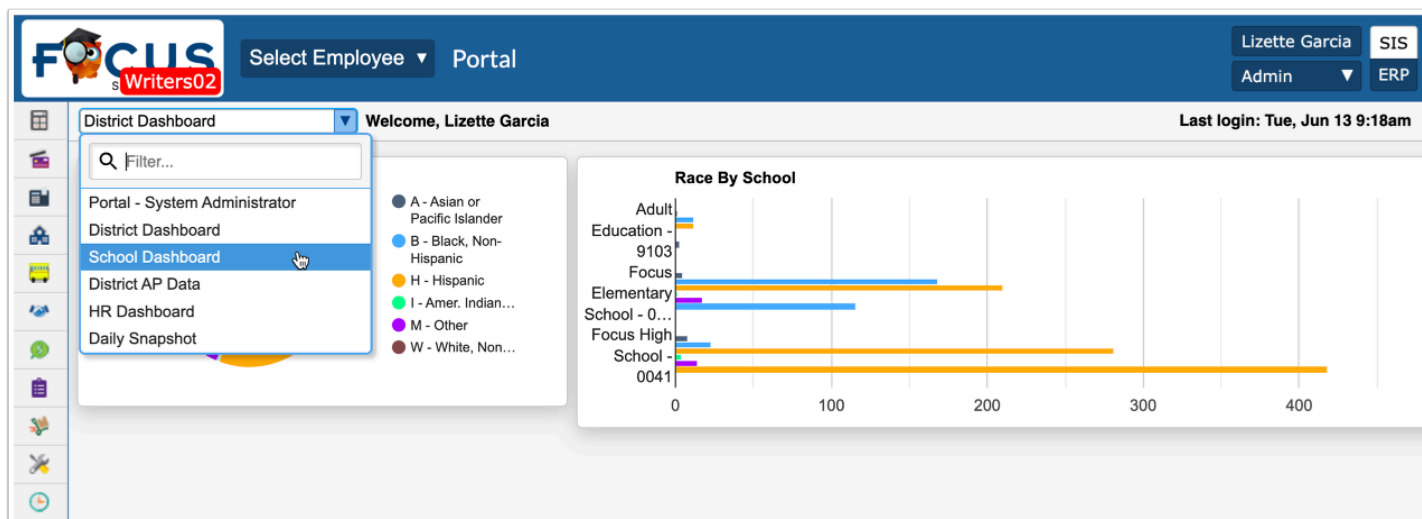 FOCUS
Writers02
Select Employee ▼
Portal
Lizette Garcia
SIS
Admin ▼
ERP
District Dashboard ▼
Welcome, Lizette Garcia
Last login: Tue, Jun 13 9:18am
Filter...
Portal - System Administrator
District Dashboard
School Dashboard
District AP Data
HR Dashboard
Daily Snapshot
A - Asian or
Pacific Islander
B - Black, Non-
Hispanic
H - Hispanic
I - Amer. Indian...
M - Other
W - White, Non...
Race By School
Adult
Education -
9103
Focus
Elementary
School - 0...
Focus High
School -
0041
0 100 200 300 400